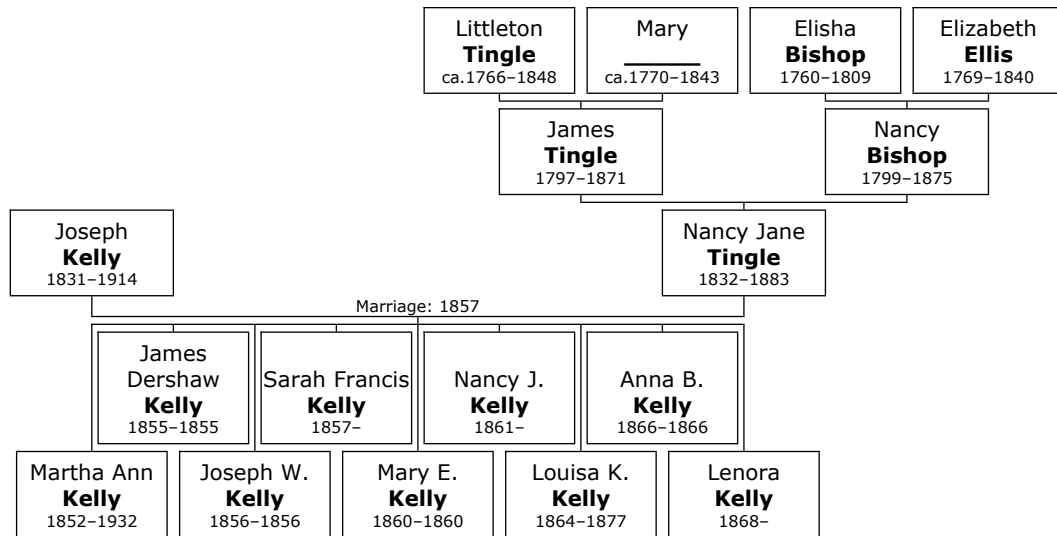 Littleton
Tingle
ca.1766–1848
Mary
______
ca.1770–1843
Elisha
Bishop
1760–1809
Elizabeth
Ellis
1769–1840
James
Tingle
1797–1871
Nancy
Bishop
1799–1875
Joseph
Kelly
1831–1914
Nancy Jane
Tingle
1832–1883
Marriage: 1857
James
Dershaw
Kelly
1855–1855
Sarah Francis
Kelly
1857–
Nancy J.
Kelly
1861–
Anna B.
Kelly
1866–1866
Martha Ann
Kelly
1852–1932
Joseph W.
Kelly
1856–1856
Mary E.
Kelly
1860–1860
Louisa K.
Kelly
1864–1877
Lenora
Kelly
1868–